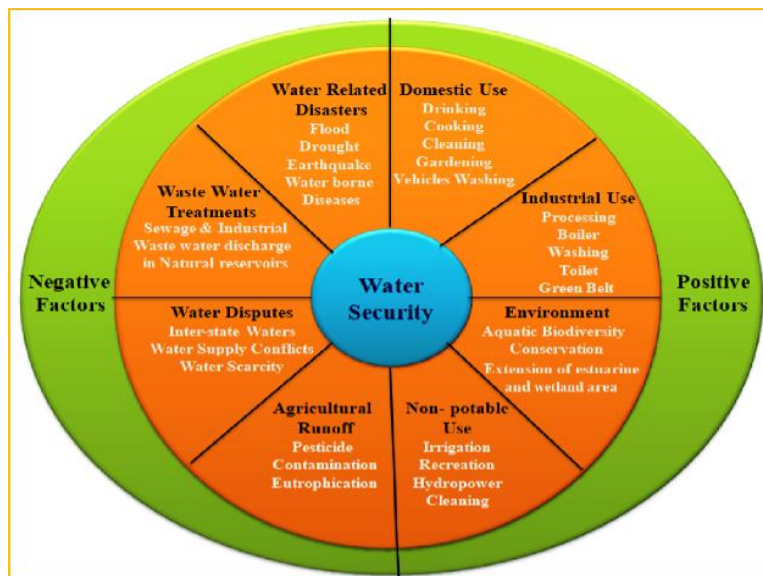 Water Related
Disasters
Flood
Drought
Earthquake
Water borne
Diseases
Domestic Use
Drinking
Cooking
Cleaning
Gardening
Vehicles Washing
Waste Water
Treatments
Sewage & Industrial
Waste water discharge
in Natural reservoirs
Industrial Use
Processing
Boiler
Washing
Toilet
Green Belt
Negative
Factors
Water
Security
Positive
Factors
Water Disputes
Inter-state Waters
Water Supply Conflicts
Water Scarcity
Environment
Aquatic Biodiversity
Conservation
Extension of estuarine
and wetland area
Agricultural
Runoff
Pesticide
Contamination
Eutrophication
Non- potable
Use
Irrigation
Recreation
Hydropower
Cleaning